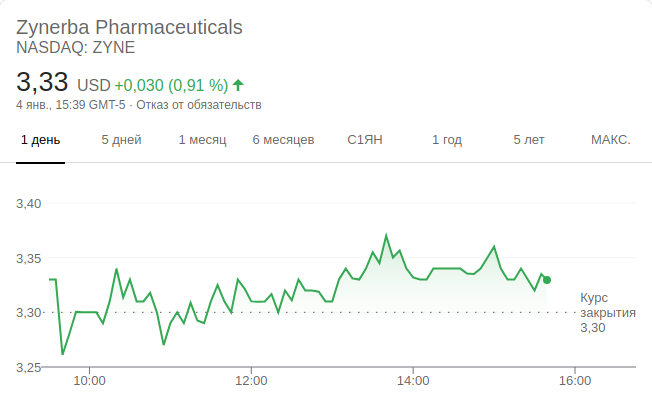 Zynerba Pharmaceuticals
NASDAQ: ZYNE
3,33 USD +0,030 (0,91 %)
4 янв., 15:39 GMT-5 · Отказ от обязательств
1 день 5 дней 1 месяц 6 месяцев С1ЯН 1 год 5 лет МАКС.
3,40
3,35
3,30
3,25
Курс
закрытия
3,30
10:00 12:00 14:00 16:00